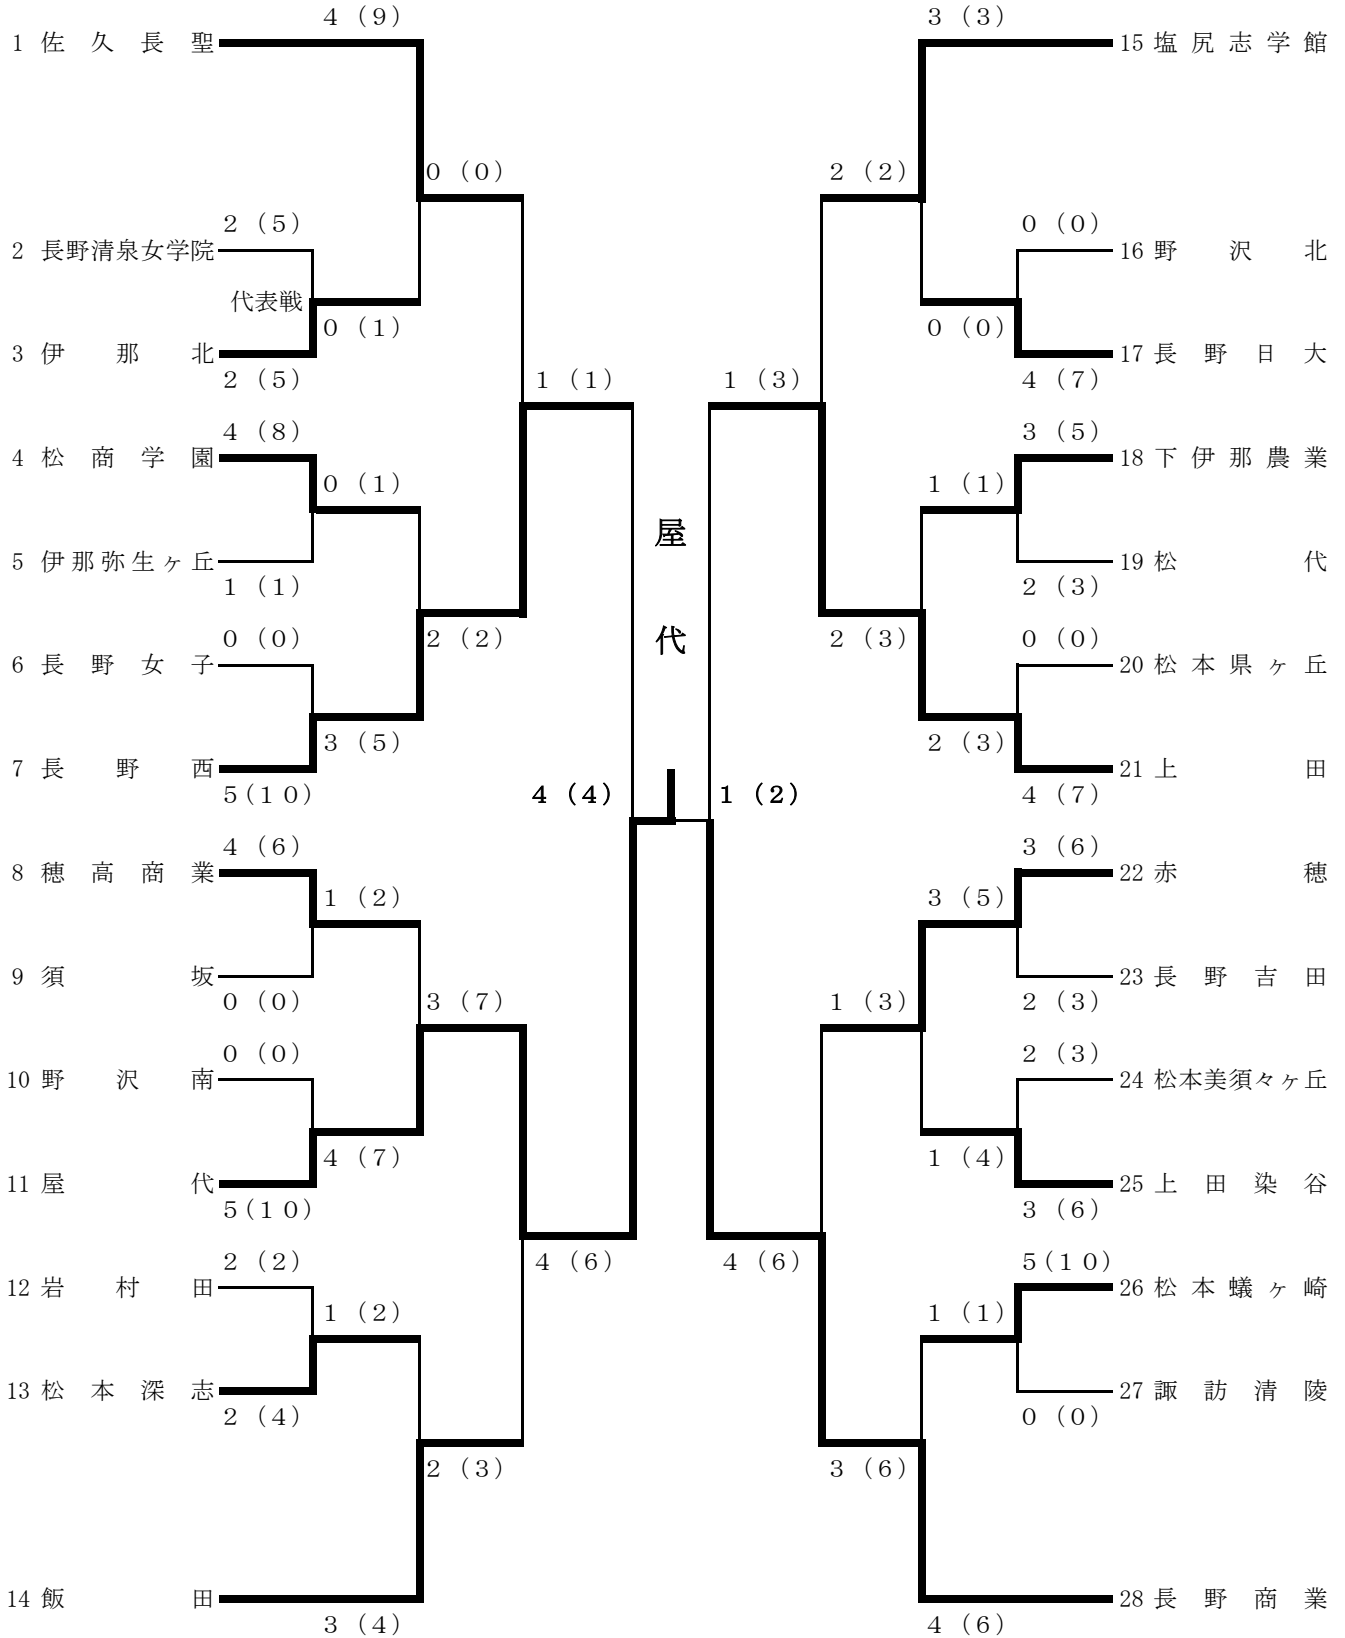 4 (9)
3 (3)
1 佐久長聖
15 塩尻志学館
0 (0)
2 (2)
2 (5)
0 (0)
2 長野清泉女学院
16 野沢北
代表戦
0 (1)
0 (0)
3 伊那北
17 長野日大
2 (5)
1 (1)
1 (3)
4 (7)
4 (8)
3 (5)
4 松商学園
18 下伊那農業
0 (1)
1 (1)
屋代
5 伊那弥生ヶ丘
19 松代
1 (1)
2 (3)
0 (0)
2 (2)
2 (3)
0 (0)
6 長野女子
20 松本県ヶ丘
3 (5)
2 (3)
7 長野西
21 上田
5(10)
4 (4)
1 (2)
4 (7)
4 (6)
3 (6)
8 穂高商業
22 赤穂
1 (2)
3 (5)
9 須坂
23 長野吉田
0 (0)
3 (7)
1 (3)
2 (3)
0 (0)
2 (3)
10 野沢南
24 松本美須々ヶ丘
4 (7)
1 (4)
11 屋代
25 上田染谷
5(10)
3 (6)
2 (2)
4 (6)
4 (6)
5(10)
12 岩村田
26 松本蟻ヶ崎
1 (2)
1 (1)
13 松本深志
27 諏訪清陵
2 (4)
0 (0)
2 (3)
3 (6)
14 飯田
28 長野商業
3 (4)
4 (6)